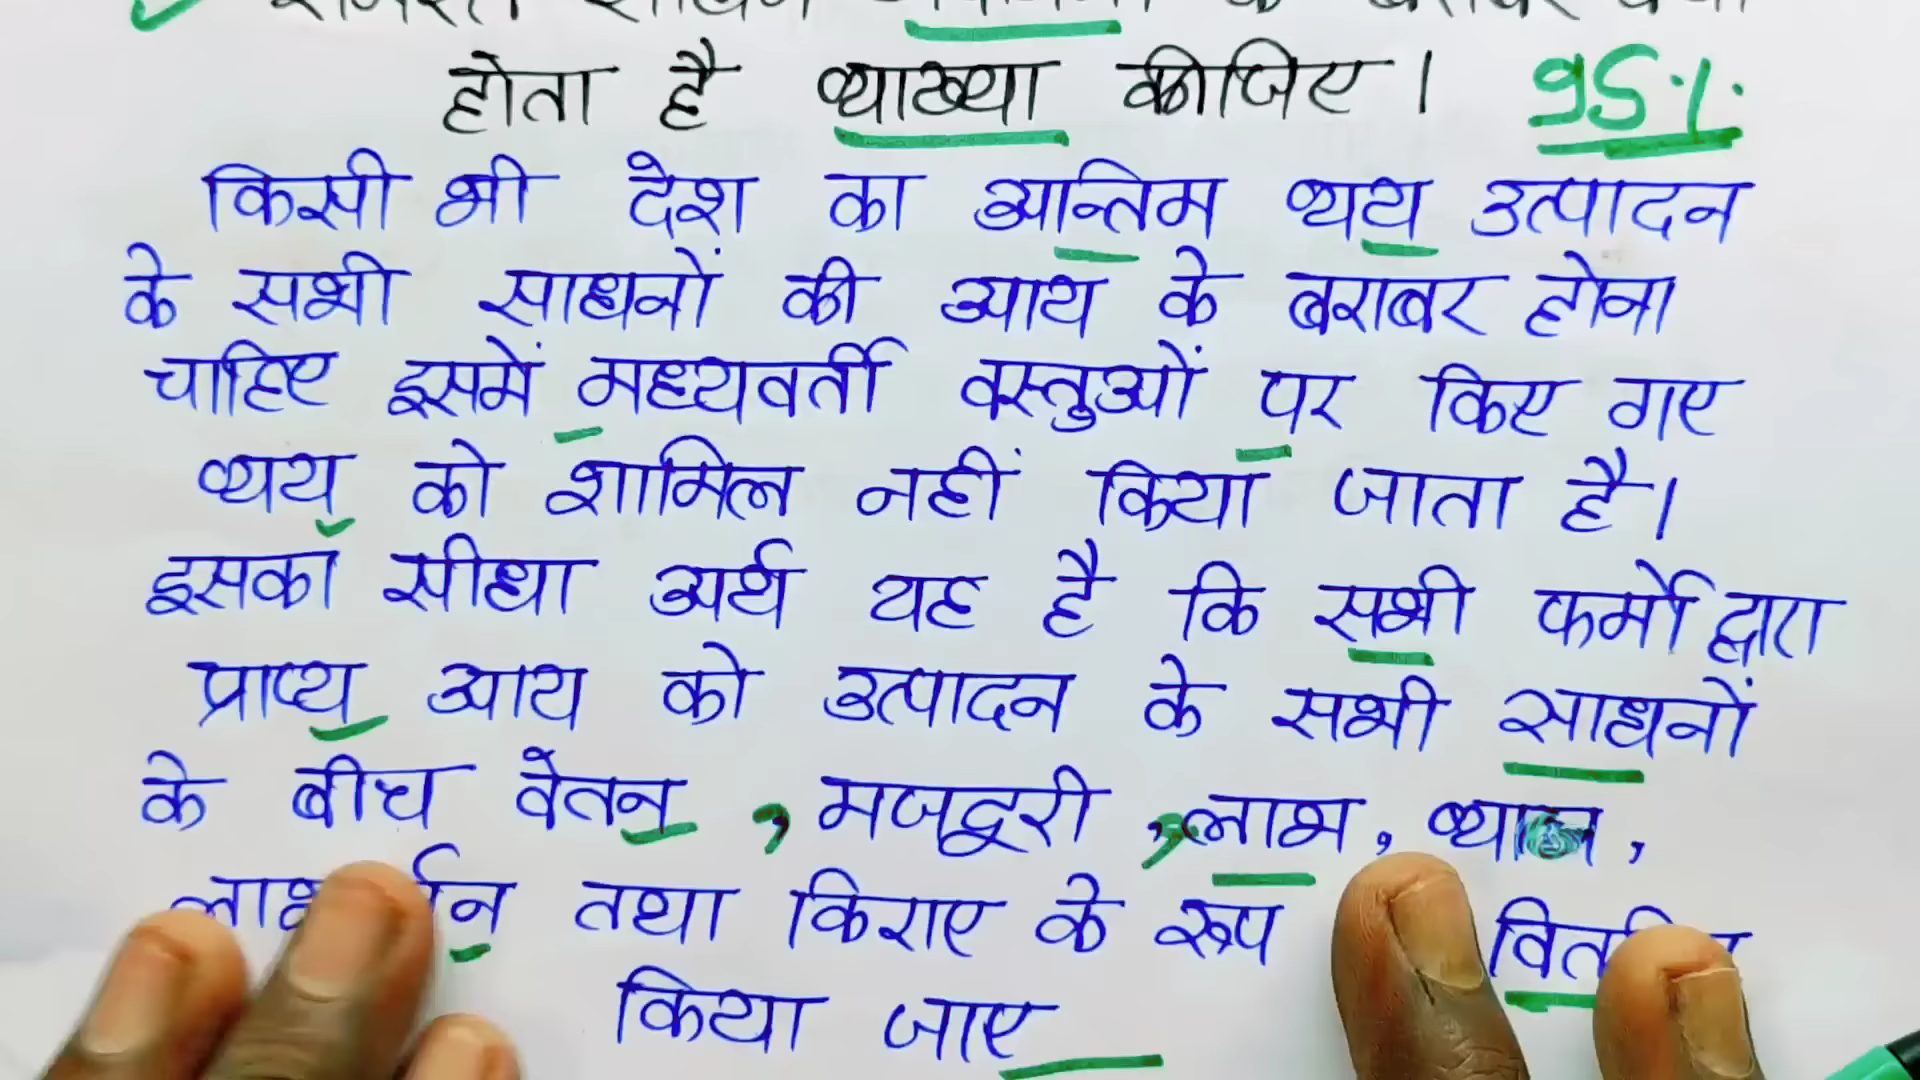 होता है व्याख्या कीजिए। 95%
किसी भी देश का अन्तिम व्यय उत्पादन
के सभी साधनों की आय के बराबर होना
चाहिए इसमें मध्यवर्ती वस्तुओं पर किए गए
व्यय को शामिल नहीं किया जाता है।
इसका सीधा अर्थ यह है कि सभी फर्मो द्वारा
प्राप्य आय को उत्पादन के सभी साधनों
के बीच वेतन , मजदूरी , लाभ , ब्याज ,
तथा किराए के रूप
किया जाए